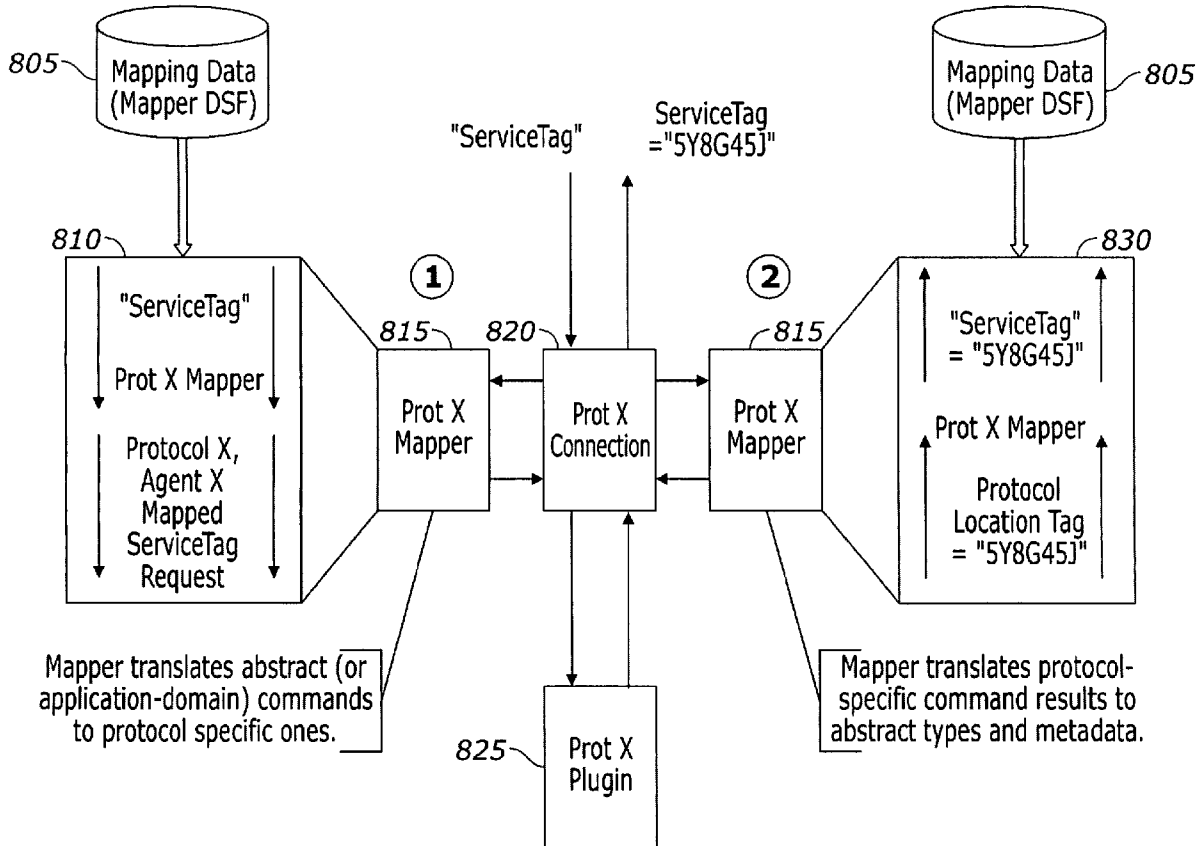 805
Mapping Data
(Mapper DSF)
Mapping Data
(Mapper DSF)
805
"ServiceTag"
ServiceTag
="5Y8G45J"
810
"ServiceTag"
Prot X Mapper
Protocol X,
Agent X
Mapped
ServiceTag
Request
1
815
Prot X
Mapper
820
Prot X
Connection
2
815
Prot X
Mapper
830
"ServiceTag"
= "5Y8G45J"
Prot X Mapper
Protocol
Location Tag
= "5Y8G45J"
Mapper translates abstract (or
application-domain) commands
to protocol specific ones.
825
Prot X
Plugin
Mapper translates protocol-
specific command results to
abstract types and metadata.